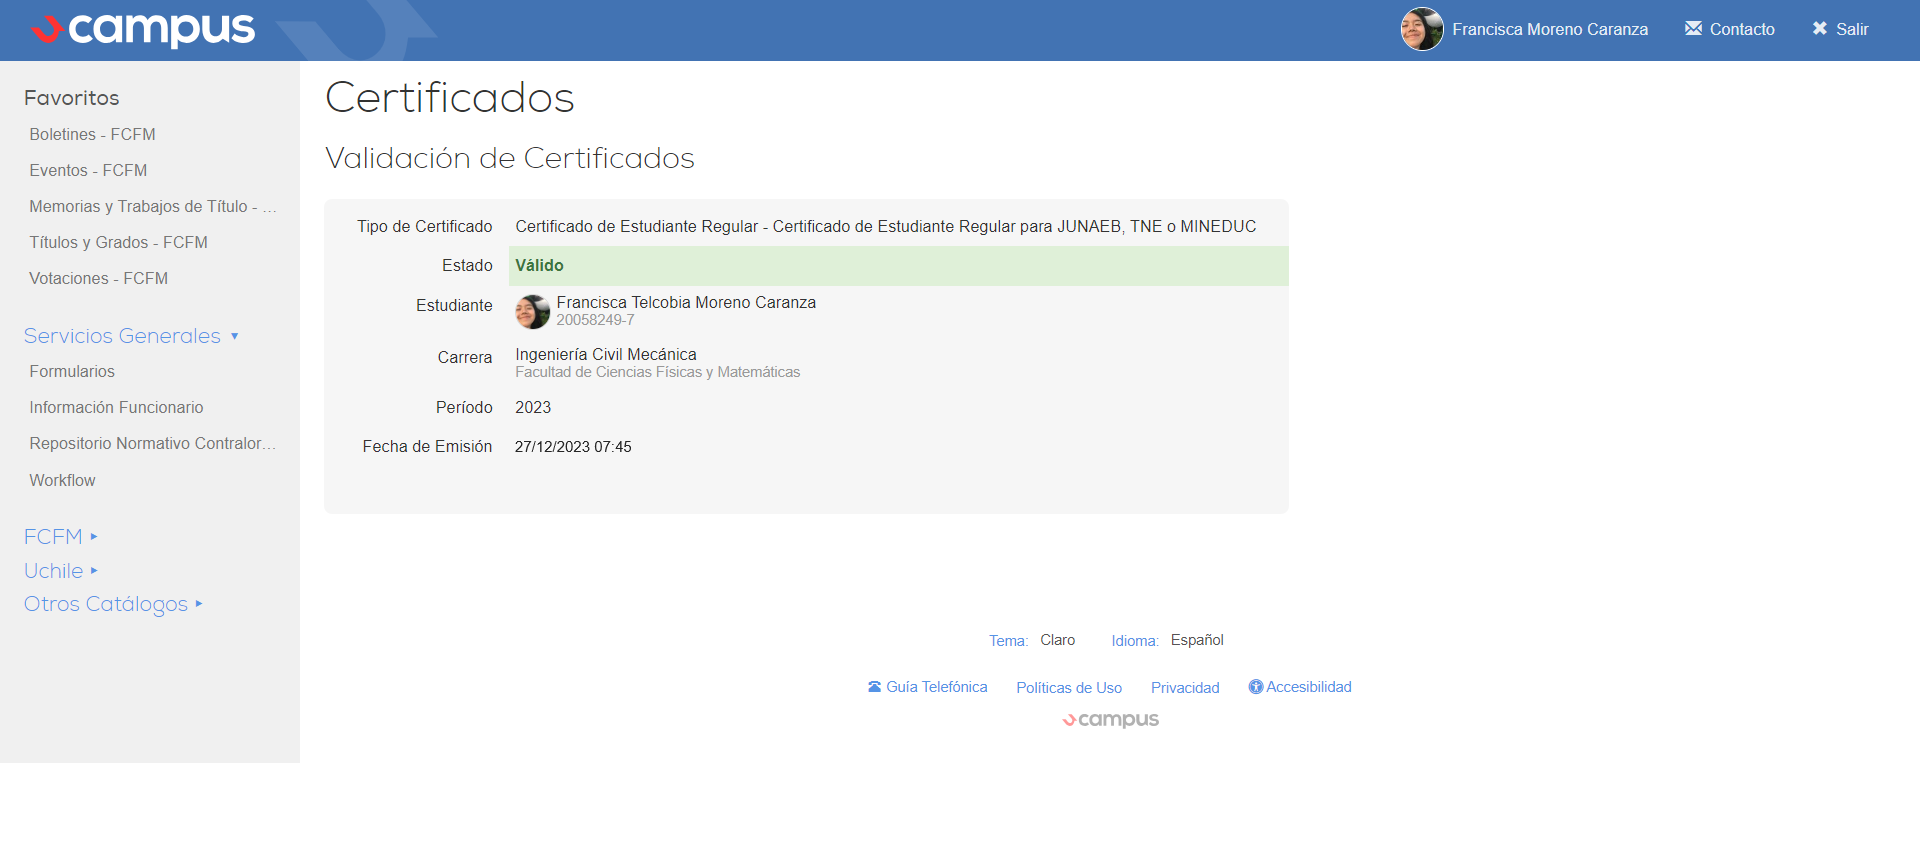 campus
Francisca Moreno Caranza
Contacto
Salir
Favoritos
Boletines - FCFM
Eventos - FCFM
Memorias y Trabajos de Título - ...
Títulos y Grados - FCFM
Votaciones - FCFM
Servicios Generales
Formularios
Información Funcionario
Repositorio Normativo Contralor...
Workflow
FCFM
Uchile
Otros Catálogos
Certificados
Validación de Certificados
Tipo de Certificado Certificado de Estudiante Regular - Certificado de Estudiante Regular para JUNAEB, TNE o MINEDUC
Estado Válido
Estudiante Francisca Telcobia Moreno Caranza
20058249-7
Carrera Ingeniería Civil Mecánica
Facultad de Ciencias Físicas y Matemáticas
Período 2023
Fecha de Emisión 27/12/2023 07:45
Tema: Claro Idioma: Español
Guía Telefónica Políticas de Uso Privacidad Accesibilidad
campus